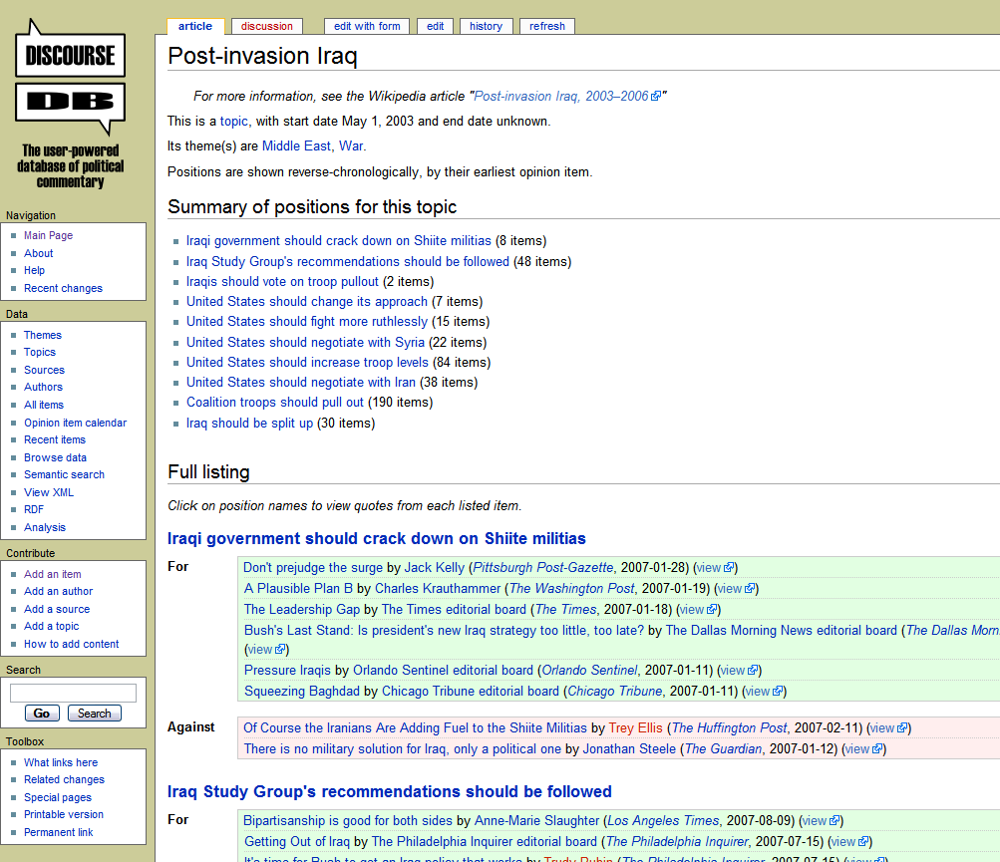 DISCOURSE
DB
The user-powered
database of political
commentary
article
discussion
edit with form
edit
history
refresh
Post-invasion Iraq
For more information, see the Wikipedia article "Post-invasion Iraq, 2003–2006"
This is a topic, with start date May 1, 2003 and end date unknown.
Its theme(s) are Middle East, War.
Positions are shown reverse-chronologically, by their earliest opinion item.
Summary of positions for this topic
Iraqi government should crack down on Shiite militias (8 items)
Iraq Study Group's recommendations should be followed (48 items)
Iraqis should vote on troop pullout (2 items)
United States should change its approach (7 items)
United States should fight more ruthlessly (15 items)
United States should negotiate with Syria (22 items)
United States should increase troop levels (84 items)
United States should negotiate with Iran (38 items)
Coalition troops should pull out (190 items)
Iraq should be split up (30 items)
Full listing
Click on position names to view quotes from each listed item.
Iraqi government should crack down on Shiite militias
For
Don't prejudge the surge by Jack Kelly (Pittsburgh Post-Gazette, 2007-01-28) (view)
A Plausible Plan B by Charles Krauthammer (The Washington Post, 2007-01-19) (view)
The Leadership Gap by The Times editorial board (The Times, 2007-01-18) (view)
Bush's Last Stand: Is president's new Iraq strategy too little, too late? by The Dallas Morning News editorial board (The Dallas Morn
(view)
Pressure Iraqis by Orlando Sentinel editorial board (Orlando Sentinel, 2007-01-11) (view)
Squeezing Baghdad by Chicago Tribune editorial board (Chicago Tribune, 2007-01-11) (view)
Against
Of Course the Iranians Are Adding Fuel to the Shiite Militias by Trey Ellis (The Huffington Post, 2007-02-11) (view)
There is no military solution for Iraq, only a political one by Jonathan Steele (The Guardian, 2007-01-12) (view)
Iraq Study Group's recommendations should be followed
For
Bipartisanship is good for both sides by Anne-Marie Slaughter (Los Angeles Times, 2007-08-09) (view)
Getting Out of Iraq by The Philadelphia Inquirer editorial board (The Philadelphia Inquirer, 2007-07-15) (view)
It's time for Bush to get an Iraq policy that works by Trudy Rubin (The Philadelphia Inquirer, 2007-07-15) (view)
Navigation
Main Page
About
Help
Recent changes
Data
Themes
Topics
Sources
Authors
All items
Opinion item calendar
Recent items
Browse data
Semantic search
View XML
RDF
Analysis
Contribute
Add an item
Add an author
Add a source
Add a topic
How to add content
Search
Go
Search
Toolbox
What links here
Related changes
Special pages
Printable version
Permanent link